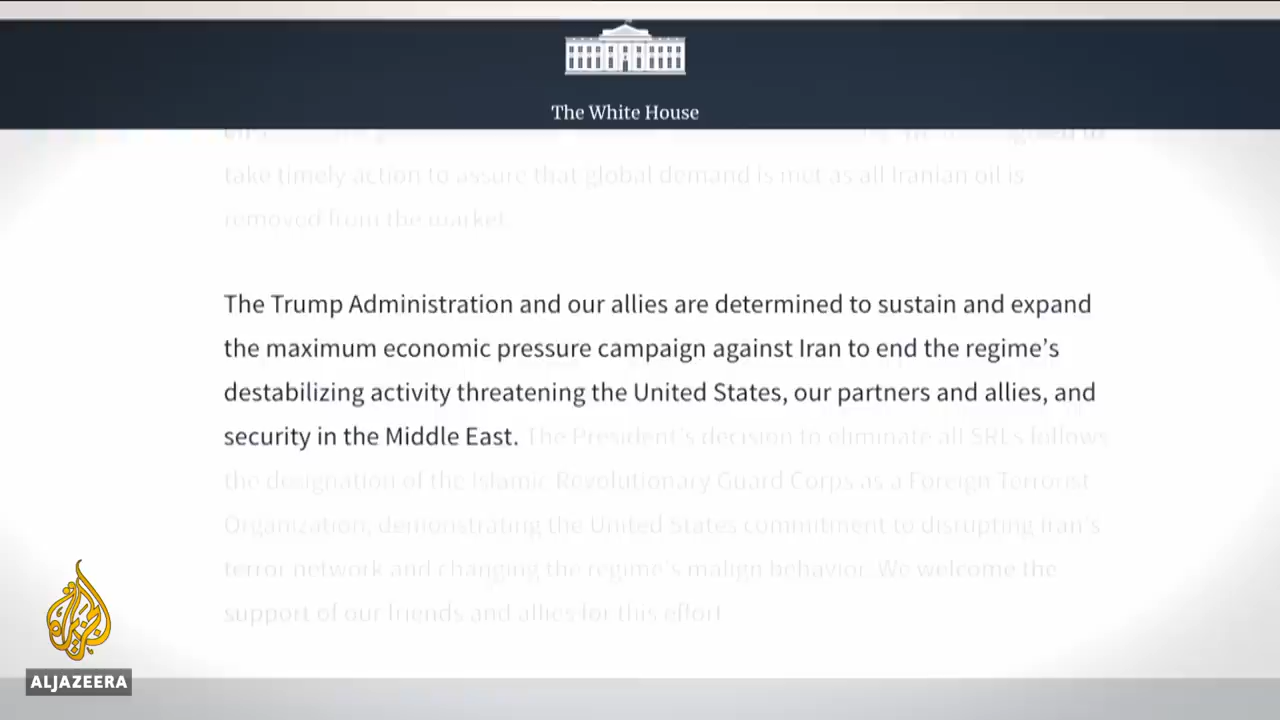 The White House
take timely action to assure that global demand is met as all Iranian oil is
removed from the market.
The Trump Administration and our allies are determined to sustain and expand
the maximum economic pressure campaign against Iran to end the regime's
destabilizing activity threatening the United States, our partners and allies, and
security in the Middle East. The President's decision to eliminate all SREs follows
the designation of the Islamic Revolutionary Guard Corps as a Foreign Terrorist
Organization, demonstrating the United States commitment to disrupting Iran's
terror network and changing the regime's malign behavior. We welcome the
support of our friends and allies for this effort
ALJAZEERA